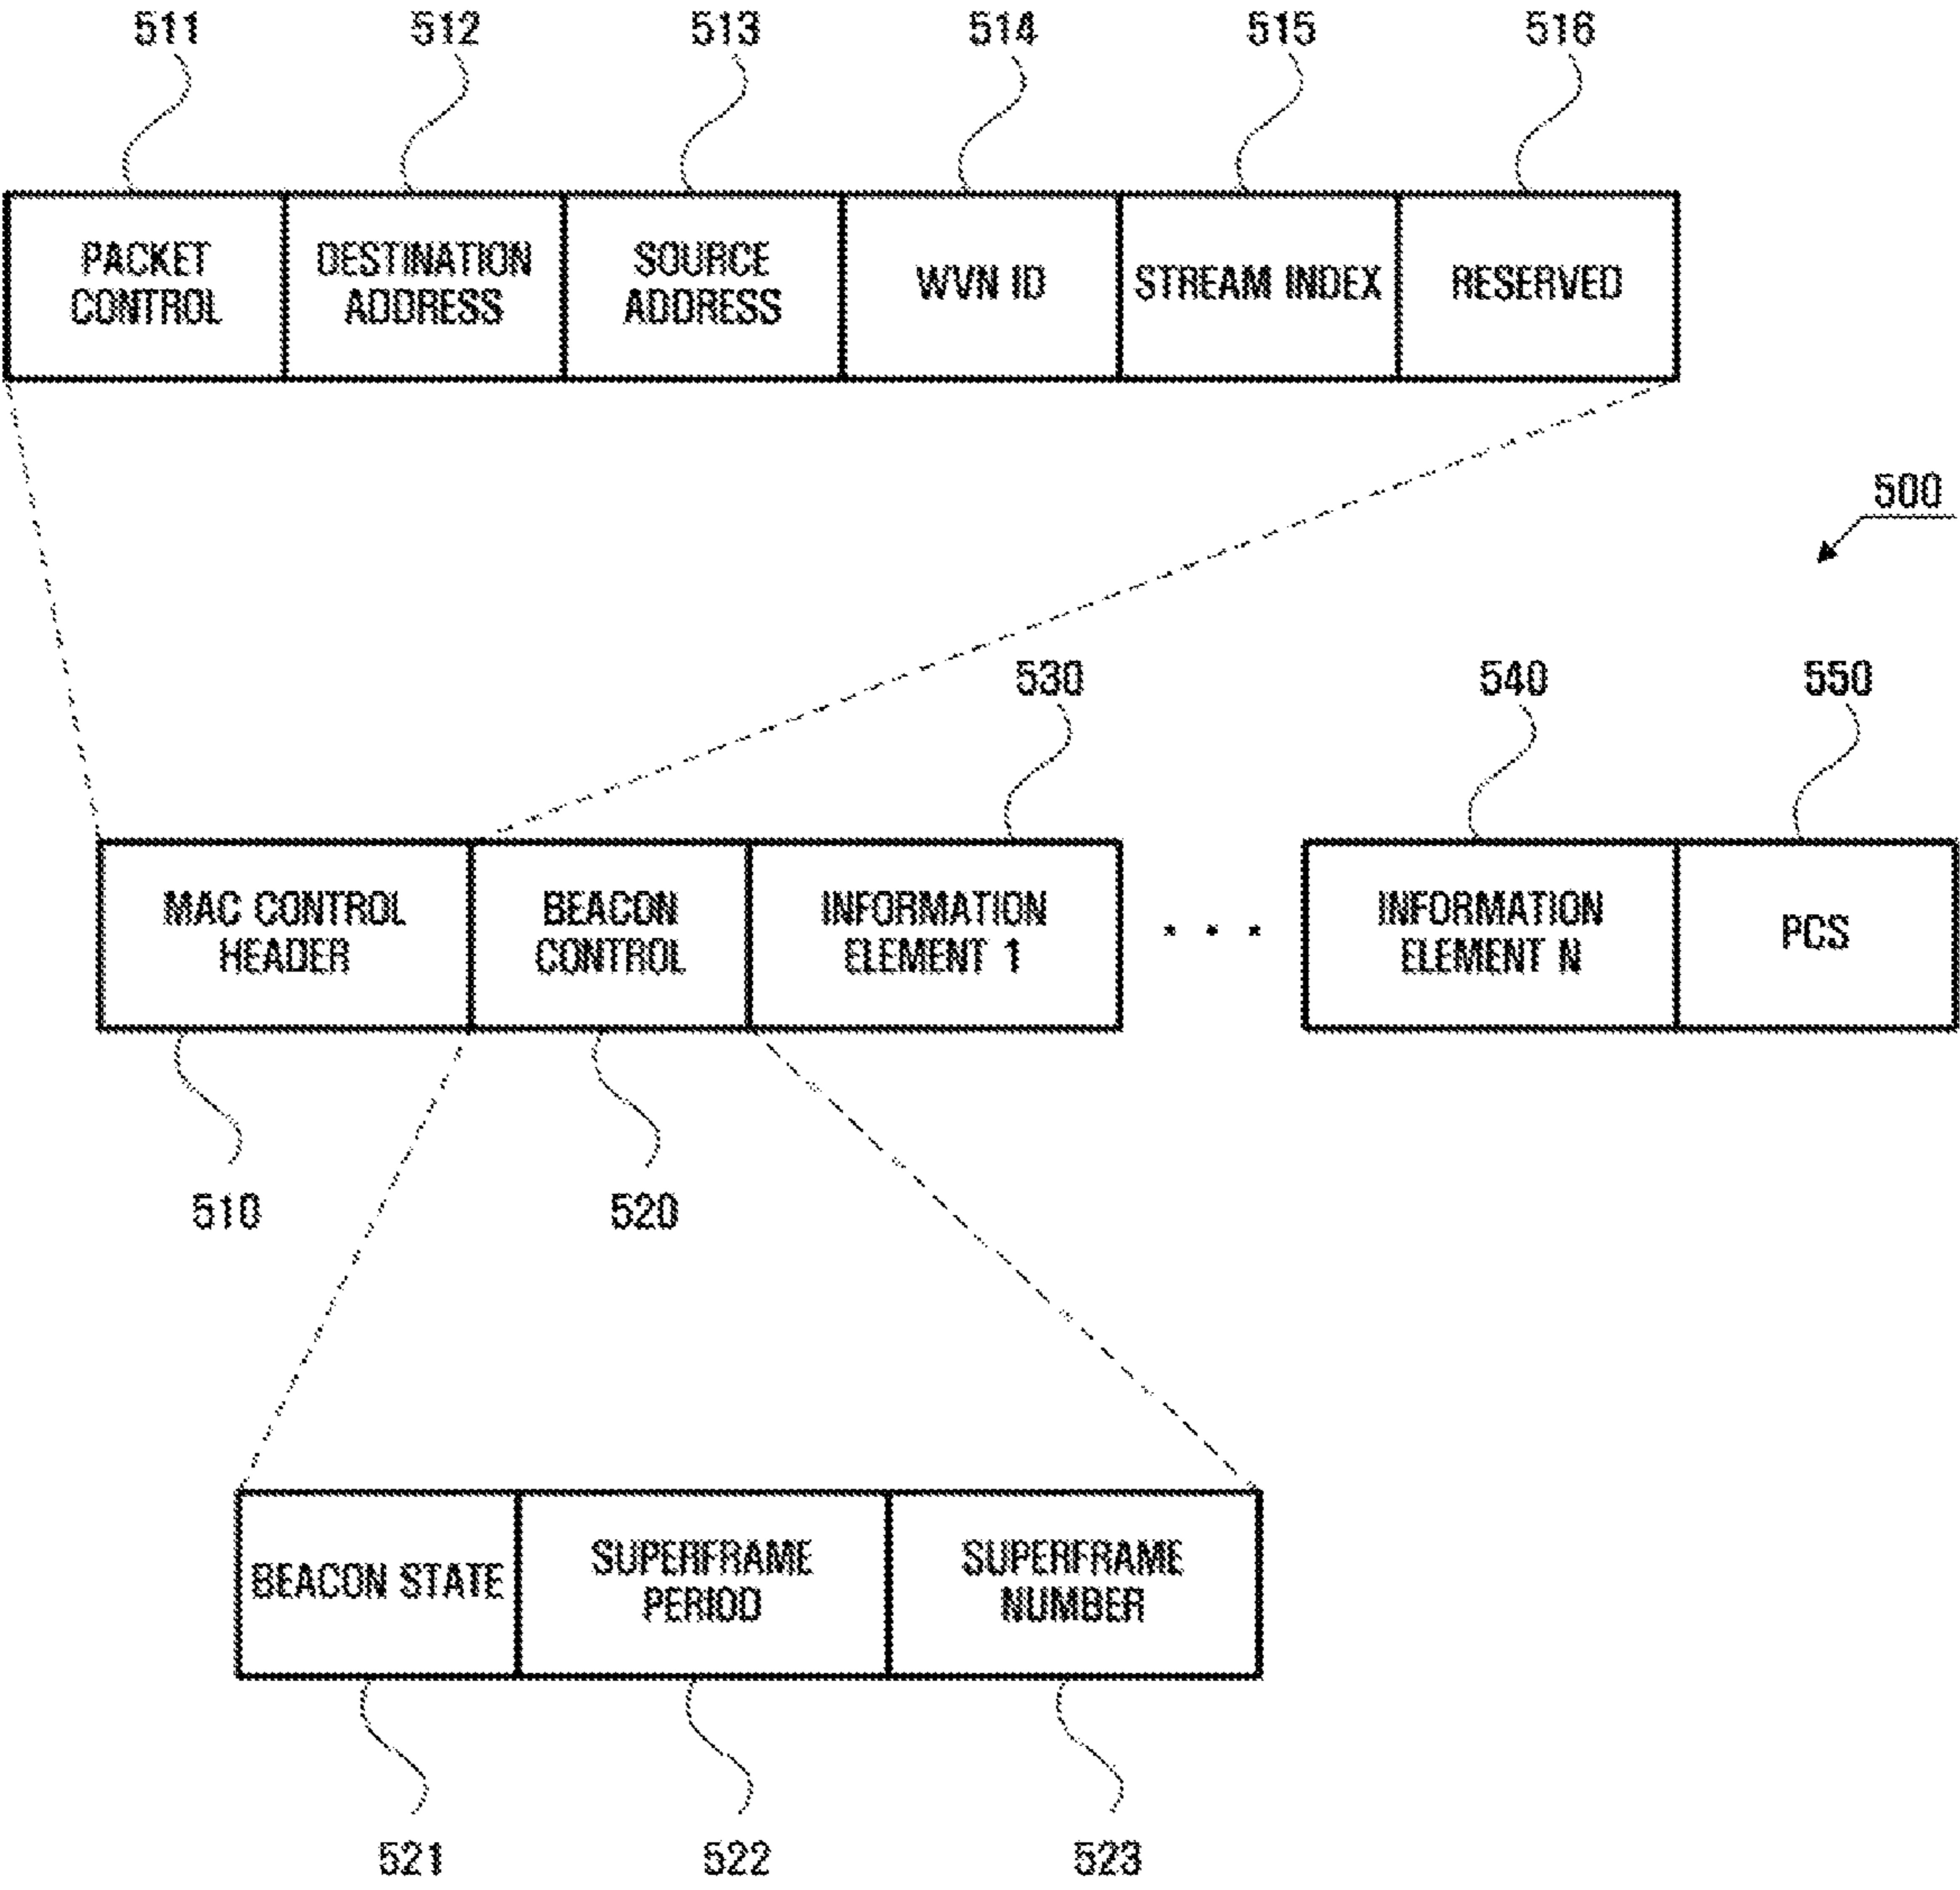 511 512 513 514 515 516
PACKET CONTROL
DESTINATION ADDRESS
SOURCE ADDRESS
WVN ID
STREAM INDEX
RESERVED
500
530 540 550
MAC CONTROL HEADER
BEACON CONTROL
INFORMATION ELEMENT 1
. . .
INFORMATION ELEMENT N
PCS
510 520
BEACON STATE
SUPERFRAME PERIOD
SUPERFRAME NUMBER
521 522 523